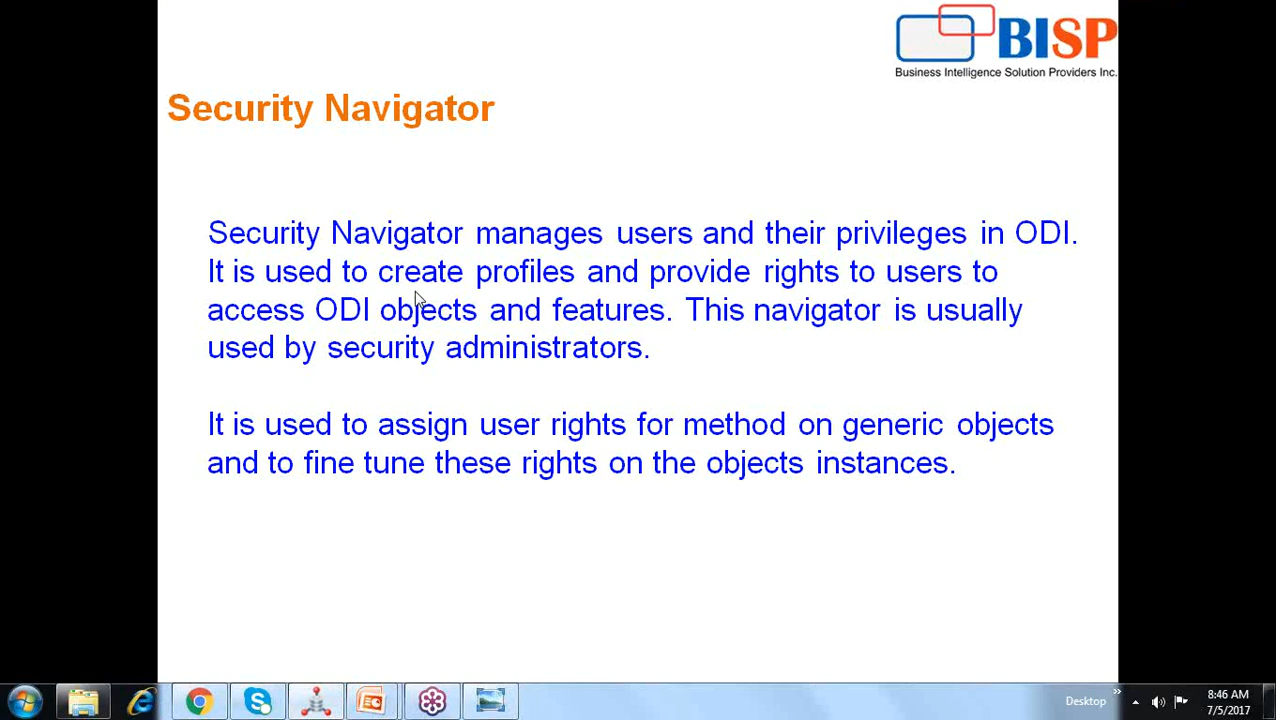 BISP
Business Intelligence Solution Providers Inc.
Security Navigator
Security Navigator manages users and their privileges in ODI.
It is used to create profiles and provide rights to users to
access ODI objects and features. This navigator is usually
used by security administrators.
It is used to assign user rights for method on generic objects
and to fine tune these rights on the objects instances.
Desktop
8:46 AM
7/5/2017